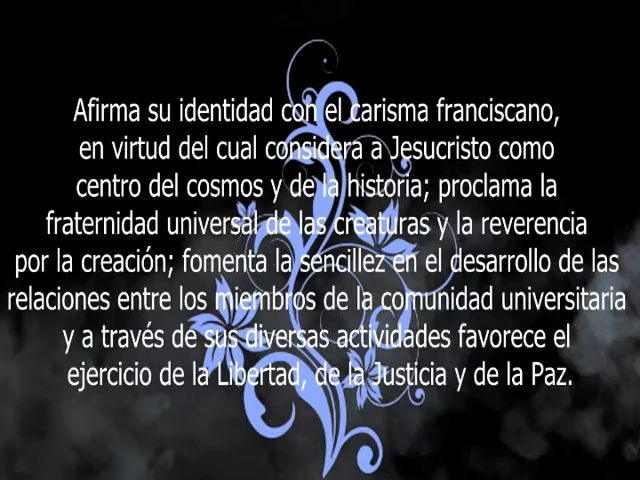 Afirma su identidad con el carisma franciscano,
en virtud del cual considera a Jesucristo como
centro del cosmos y de la historia; proclama la
fraternidad universal de las creaturas y la reverencia
por la creación; fomenta la sencillez en el desarrollo de las
relaciones entre los miembros de la comunidad universitaria
y a través de sus diversas actividades favorece el
ejercicio de la Libertad, de la Justicia y de la Paz.